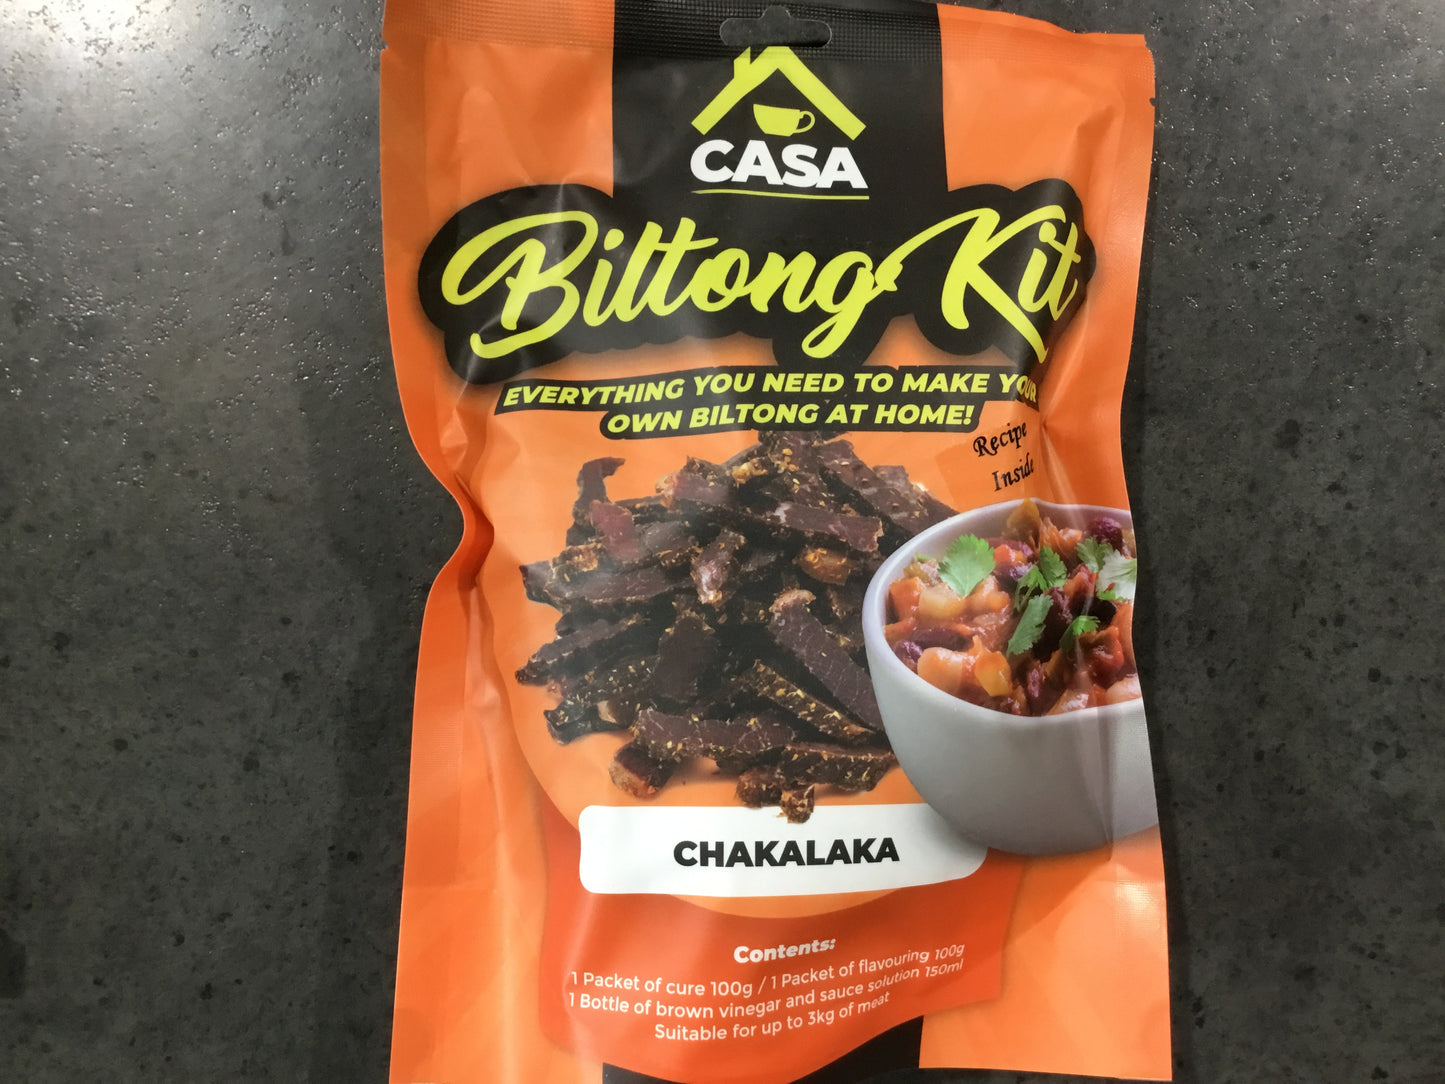 CASA
Biltong Kit
EVERYTHING YOU NEED TO MAKE YOUR
OWN BILTONG AT HOME!
Recipe
Inside
CHAKALAKA
Contents:
1 Packet of cure 100g / 1 Packet of flavouring 100g
1 Bottle of brown vinegar and sauce solution 150ml
Suitable for up to 3kg of meat